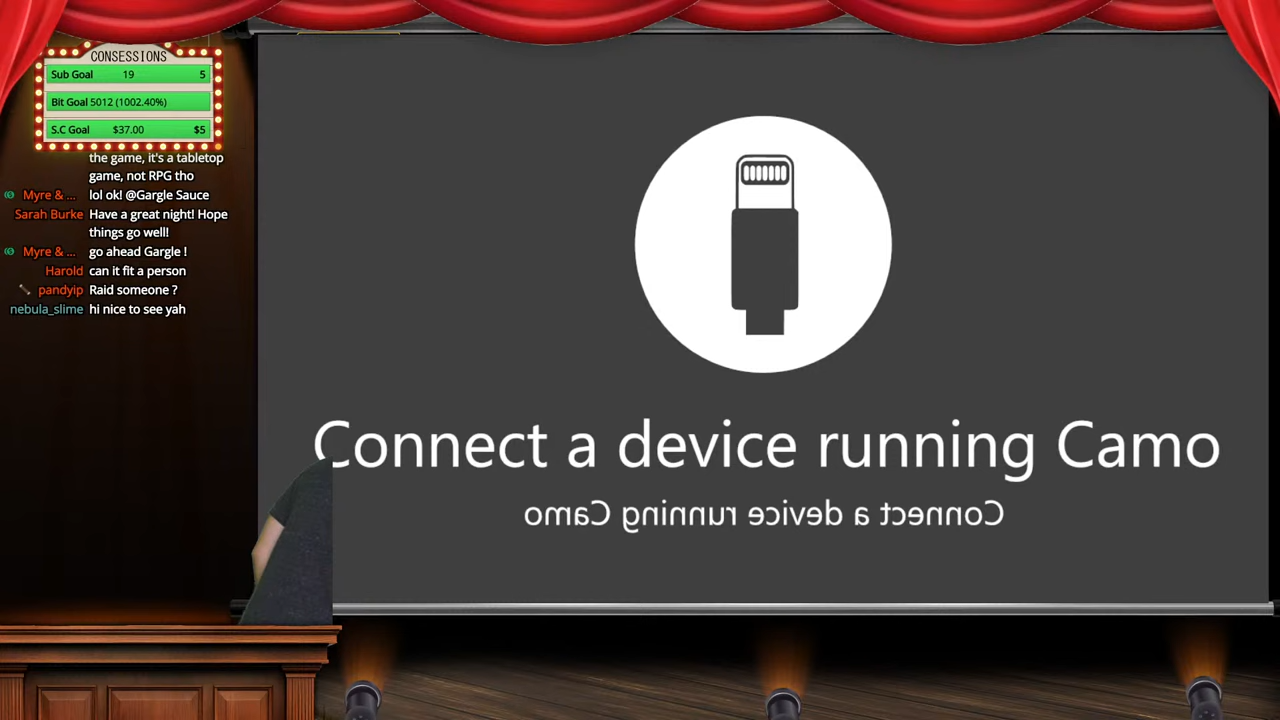 CONSESSIONS
Sub Goal 19 5
Bit Goal 5012 (1002.40%)
S.C Goal $37.00 $5
the game, it's a tabletop
game, not RPG tho
Myre & ... lol ok! @Gargle Sauce
Sarah Burke Have a great night! Hope
things go well!
Myre & ... go ahead Gargle !
Harold can it fit a person
pandyip Raid someone ?
nebula_slime hi nice to see yah
Connect a device running Camo
Connect a device running Camo